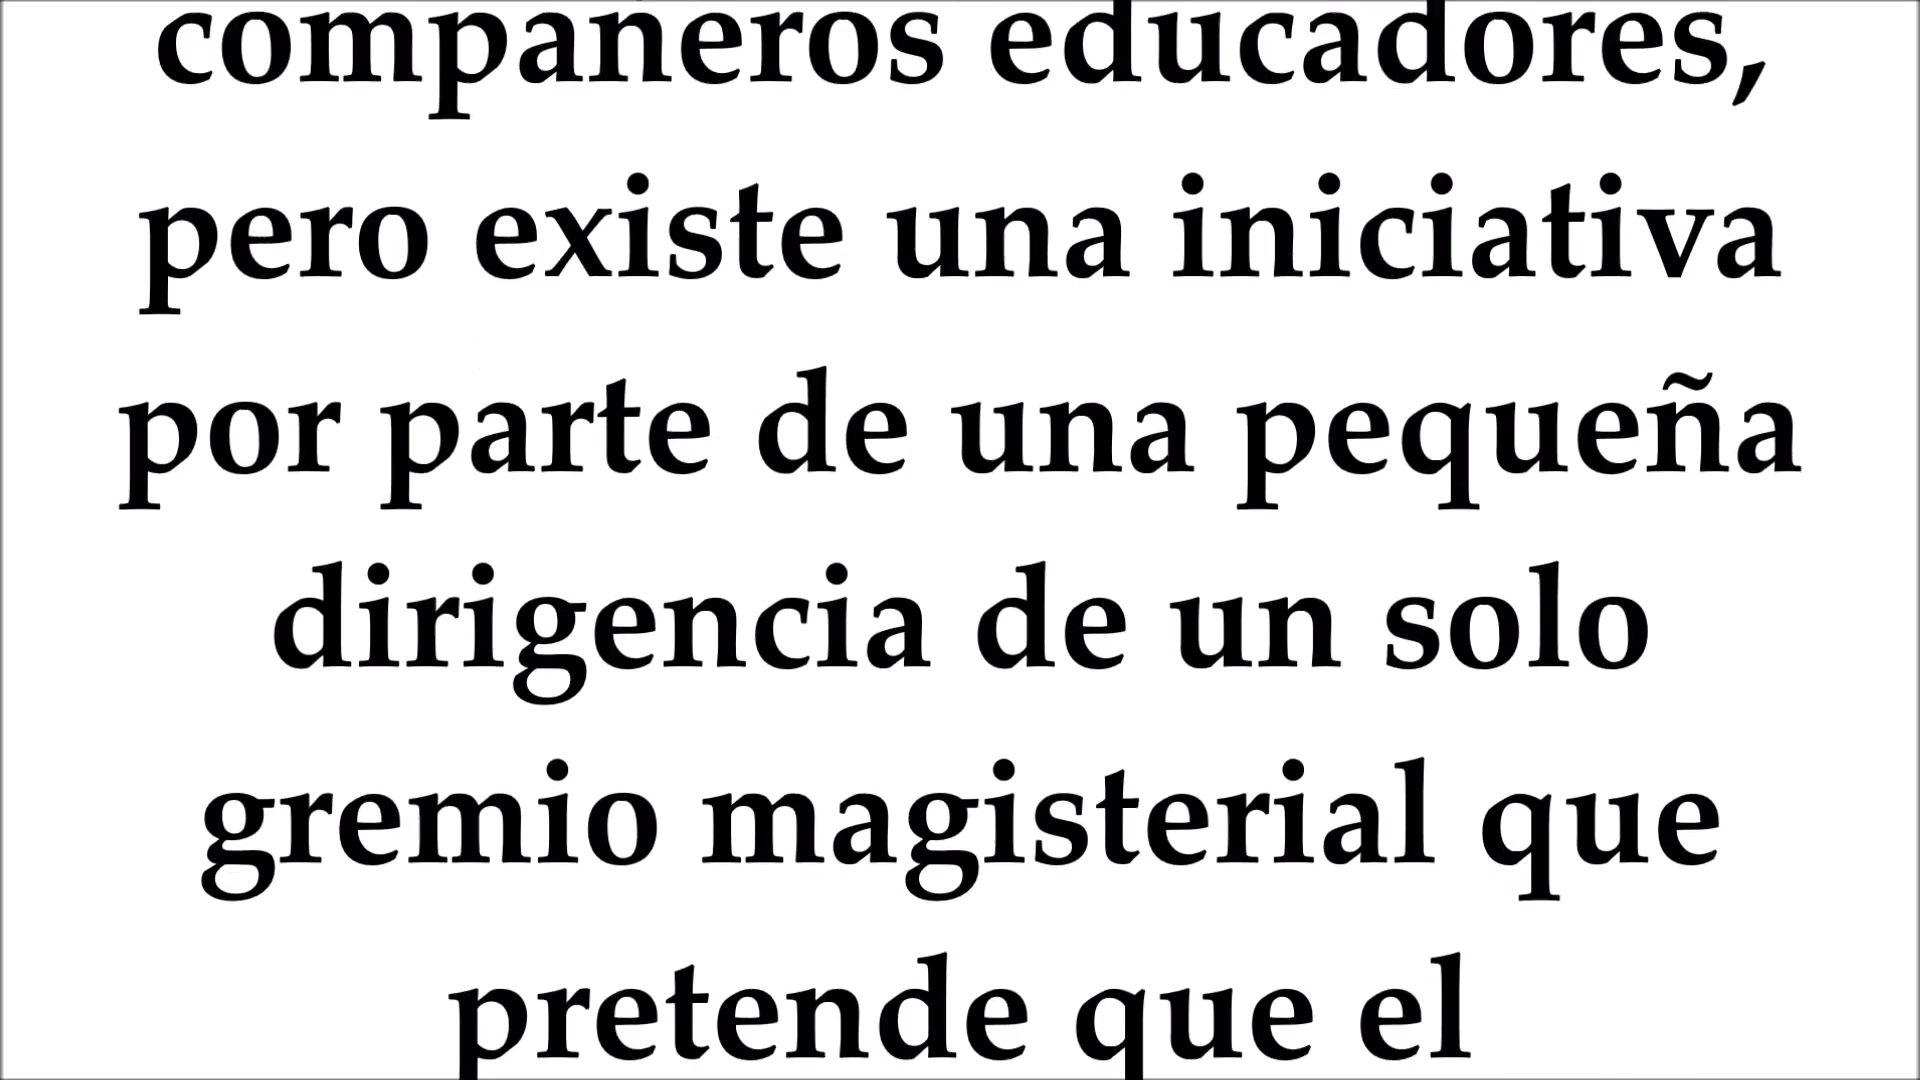 compañeros educadores,
pero existe una iniciativa
por parte de una pequeña
dirigencia de un solo
gremio magisterial que
pretende que el